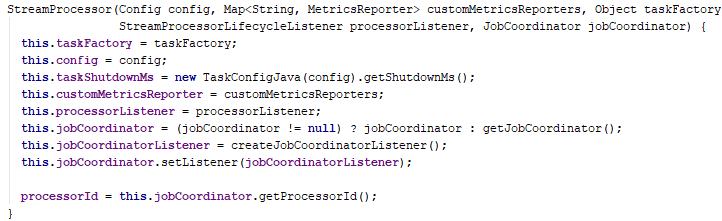 StreamProcessor(Config config, Map<String, MetricsReporter> customMetricsReporters, Object taskFactory
StreamProcessorLifecycleListener processorListener, JobCoordinator jobCoordinator) {
this.taskFactory = taskFactory;
this.config = config;
this.taskShutdownMs = new TaskConfigJava(config).getShutdownMs();
this.customMetricsReporter = customMetricsReporters;
this.processorListener = processorListener;
this.jobCoordinator = (jobCoordinator != null) ? jobCoordinator : getJobCoordinator();
this.jobCoordinatorListener = createJobCoordinatorListener();
this.jobCoordinator.setListener(jobCoordinatorListener);
processorId = this.jobCoordinator.getProcessorId();
}